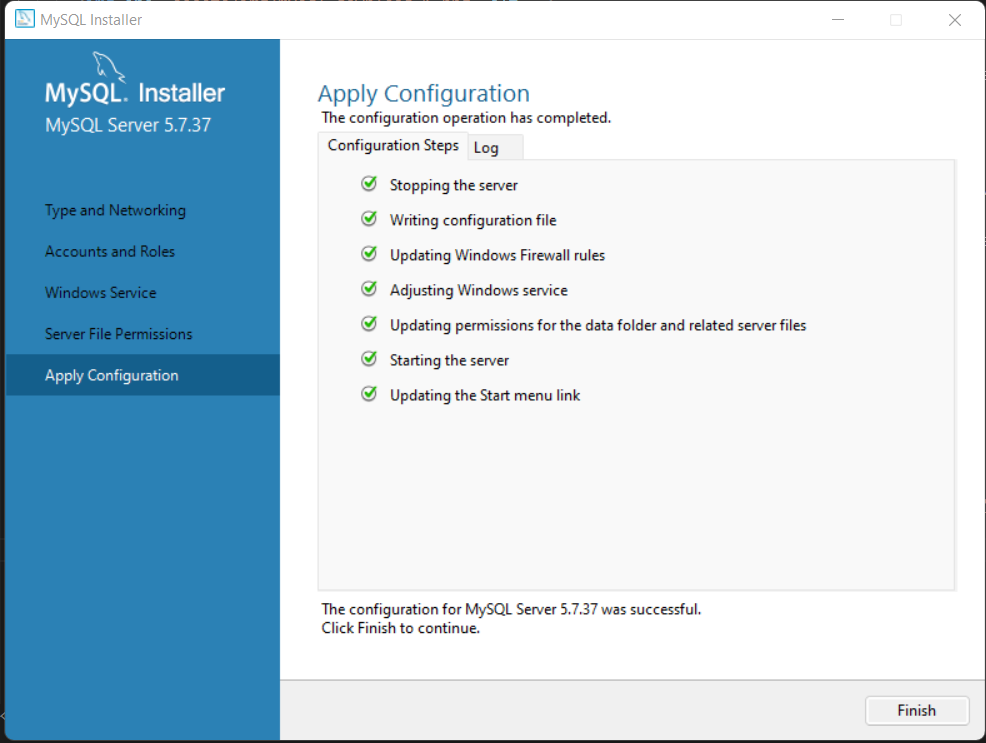 MySQL Installer
MySQL. Installer
MySQL Server 5.7.37
Type and Networking
Accounts and Roles
Windows Service
Server File Permissions
Apply Configuration
Apply Configuration
The configuration operation has completed.
Configuration Steps Log
Stopping the server
Writing configuration file
Updating Windows Firewall rules
Adjusting Windows service
Updating permissions for the data folder and related server files
Starting the server
Updating the Start menu link
The configuration for MySQL Server 5.7.37 was successful.
Click Finish to continue.
Finish